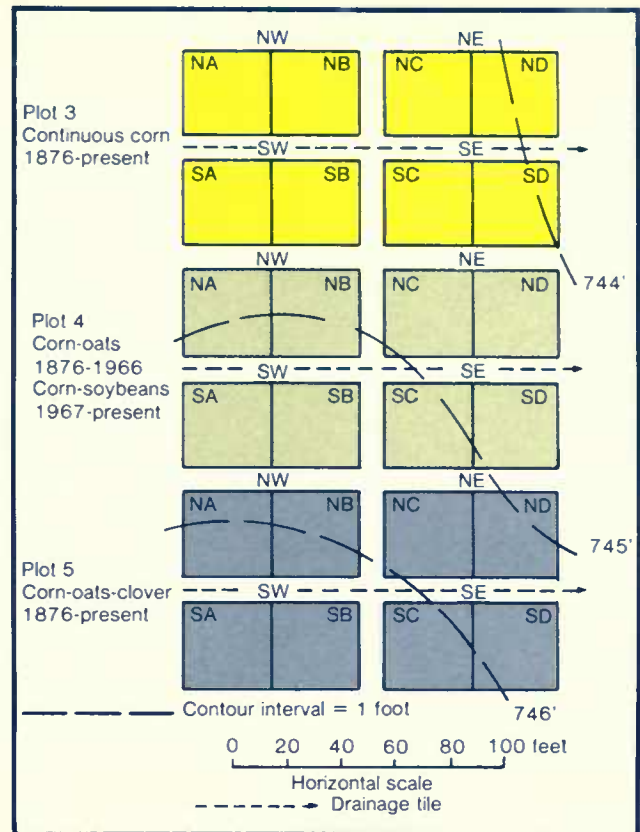 NW NE
NA NB NC ND
Plot 3
Continuous corn
1876-present
SW SE
SA SB SC SD
NW NE
744'
NA NB NC ND
Plot 4
Corn-oats
1876-1966
Corn-soybeans
1967-present
SW SE
SA SB SC SD
NW NE
NA NB NC ND
745'
Plot 5
Corn-oats-clover
1876-present
SW SE
SA SB SC SD
746'
Contour interval = 1 foot
0 20 40 60 80 100 feet
Horizontal scale
Drainage tile